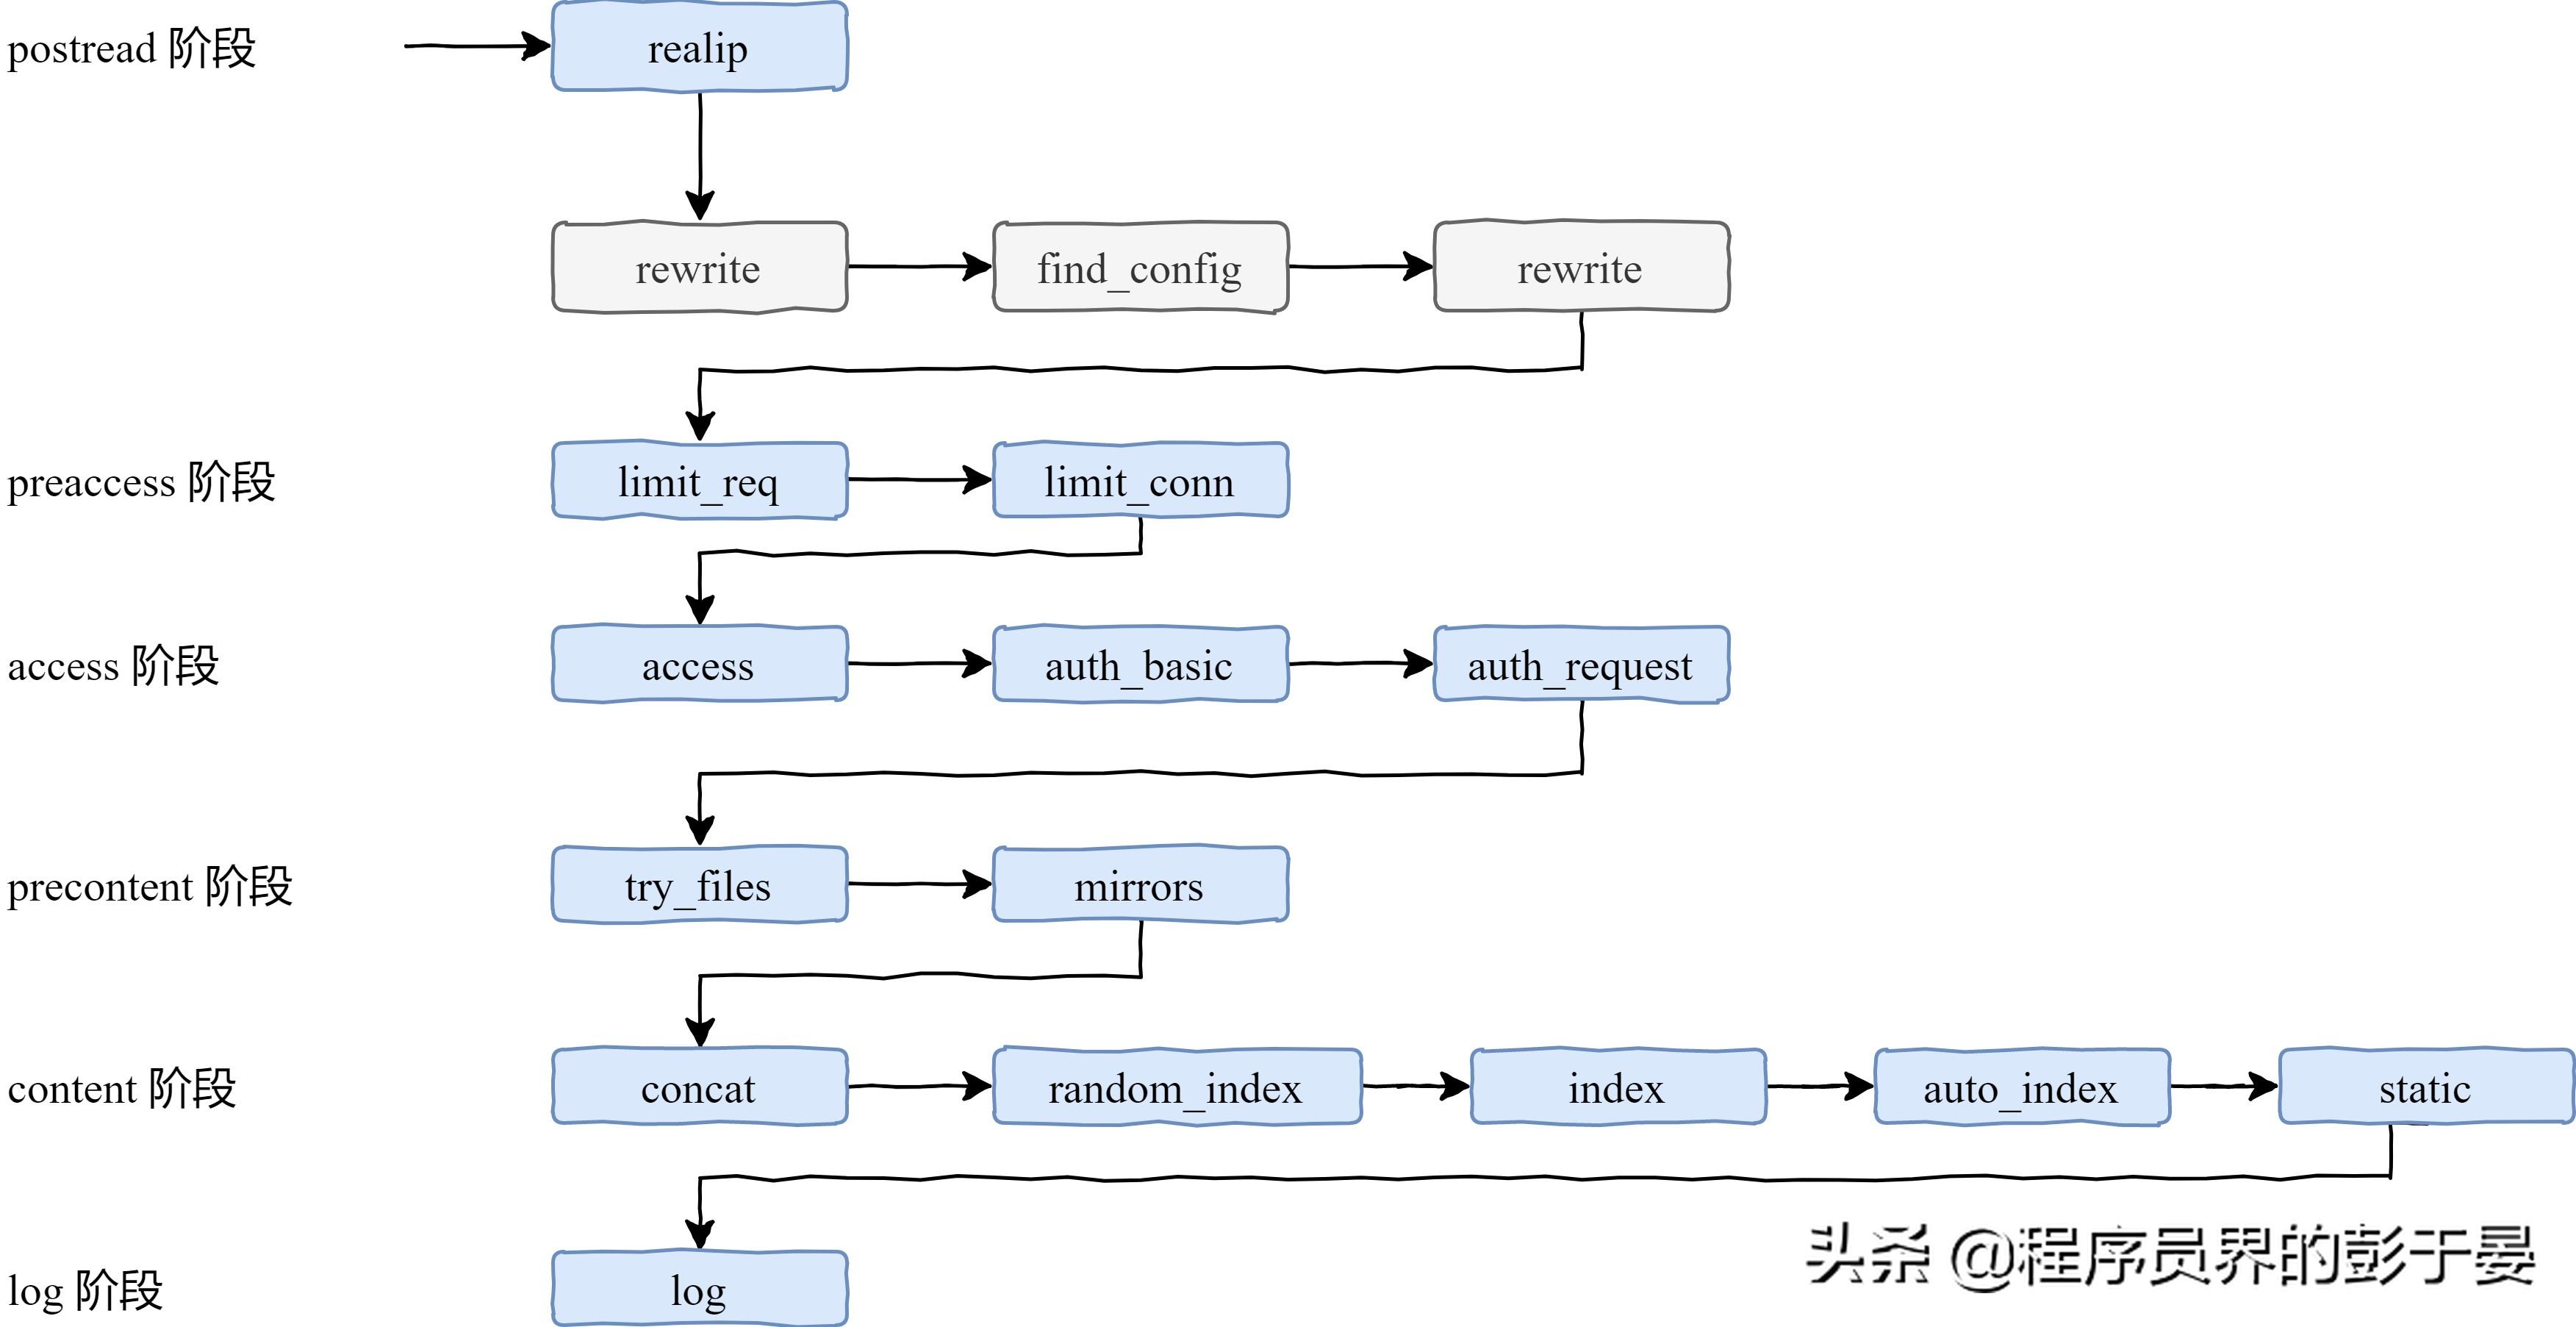 postread 阶段
realip
rewrite
find_config
rewrite
preaccess 阶段
limit_req
limit_conn
access 阶段
access
auth_basic
auth_request
precontent 阶段
try_files
mirrors
content 阶段
concat
random_index
index
auto_index
static
log 阶段
log
头条 @程序员界的彭于晏